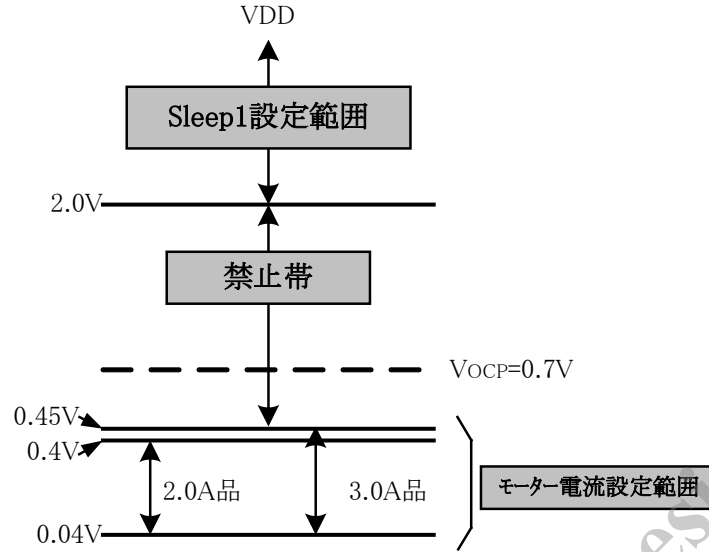 VDD
Sleep1設定範囲
2.0V
禁止帯
VOCP=0.7V
0.45V
0.4V
2.0A品
3.0A品
モーター電流設定範囲
0.04V